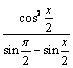 cos² x/2
sin π/2 − sin x/2